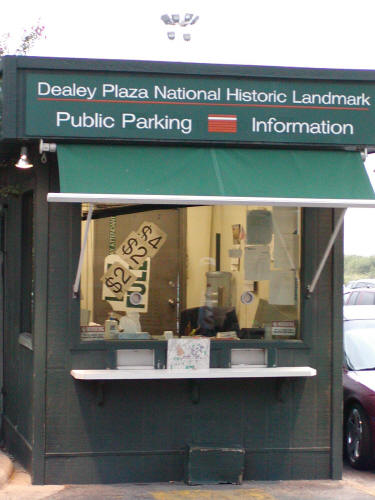 Dealey Plaza National Historic Landmark
Public Parking Information
$4
$2
$2
FULL